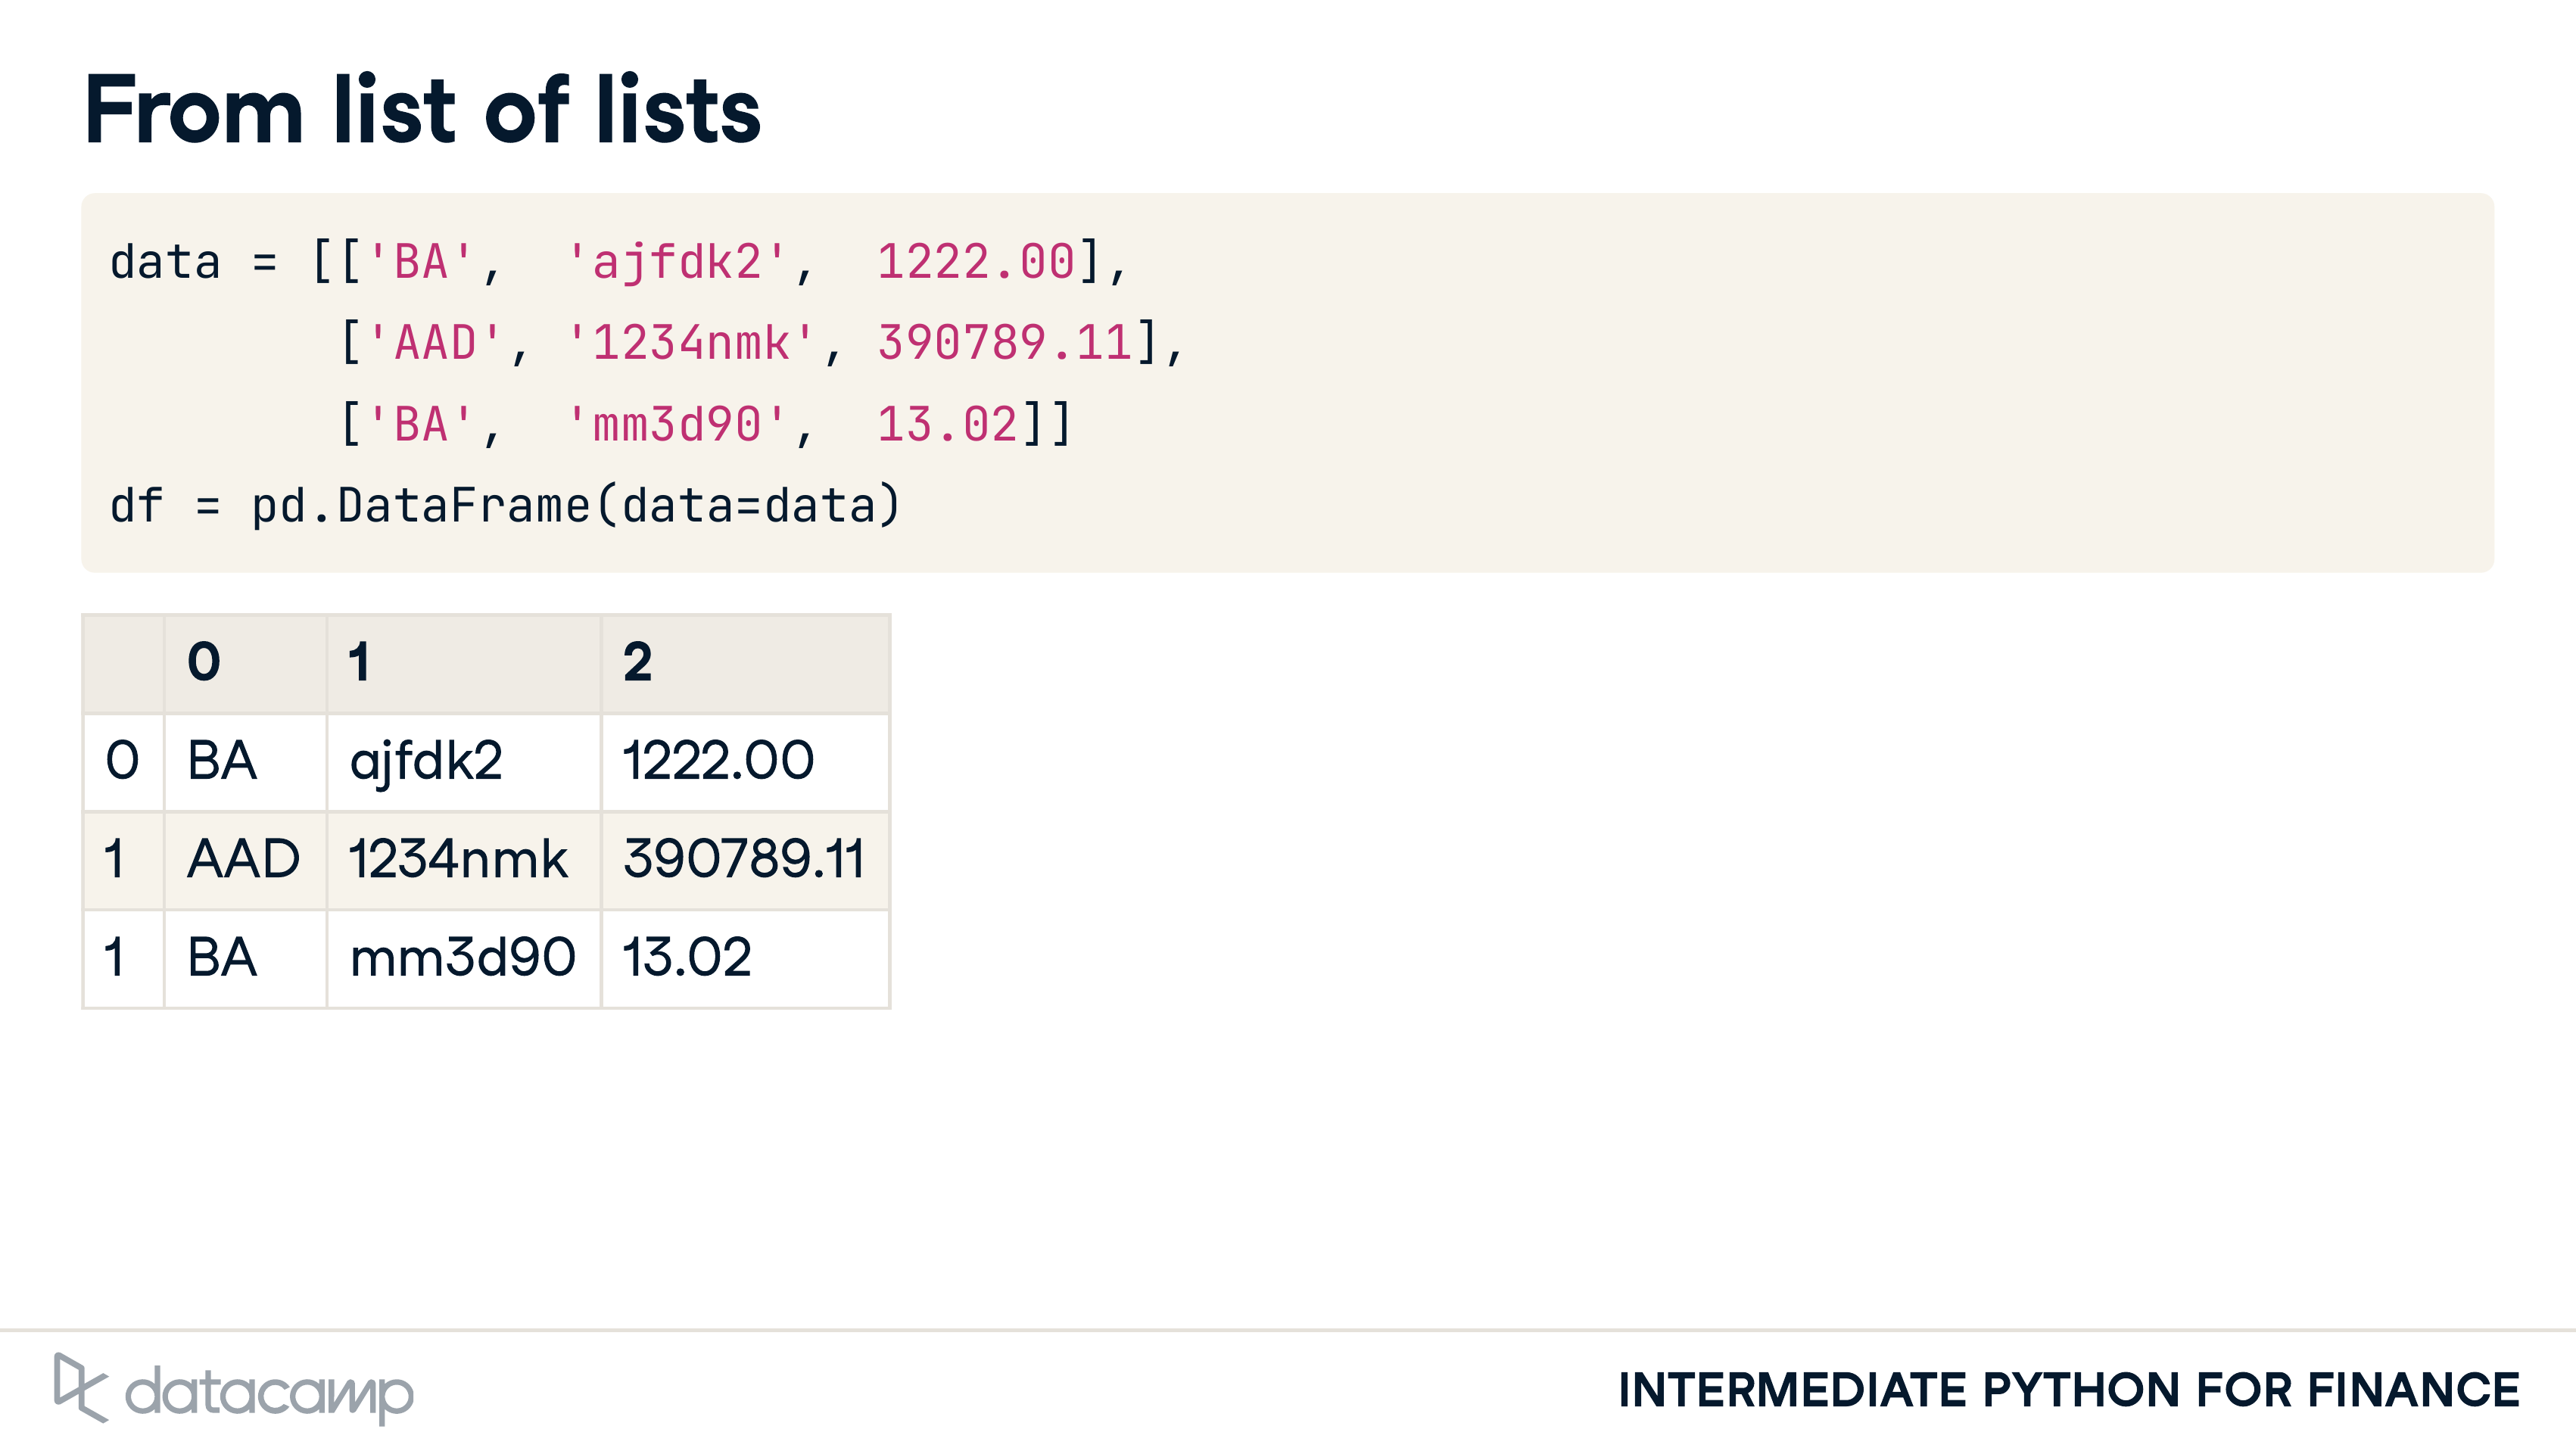 From list of lists
data = [['BA',  'ajfdk2',  1222.00],
        ['AAD', '1234nmk', 390789.11],
        ['BA',  'mm3d90',  13.02]]
df = pd.DataFrame(data=data)
0 1 2
0 BA ajfdk2 1222.00
1 AAD 1234nmk 390789.11
1 BA mm3d90 13.02
datacamp
INTERMEDIATE PYTHON FOR FINANCE